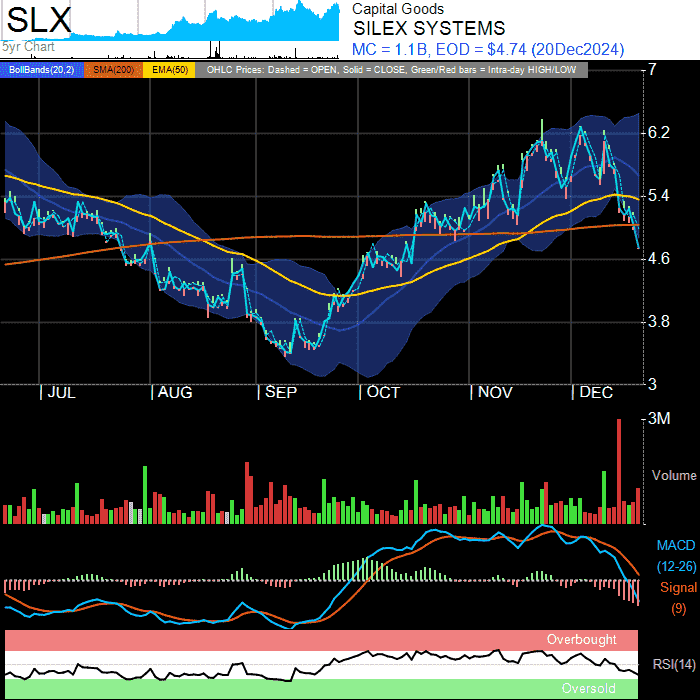 SLX
Capital Goods
SILEX SYSTEMS
5yr Chart
MC = 1.1B, EOD = $4.74 (20Dec2024)
BollBands(20,2) SMA(200) EMA(50) OHLC Prices: Dashed = OPEN, Solid = CLOSE, Green/Red bars = Intra-day HIGH/LOW
7
6.2
5.4
4.6
3.8
3
JUL AUG SEP OCT NOV DEC
3M
Volume
MACD
(12-26)
Signal
(9)
Overbought
RSI(14)
Oversold